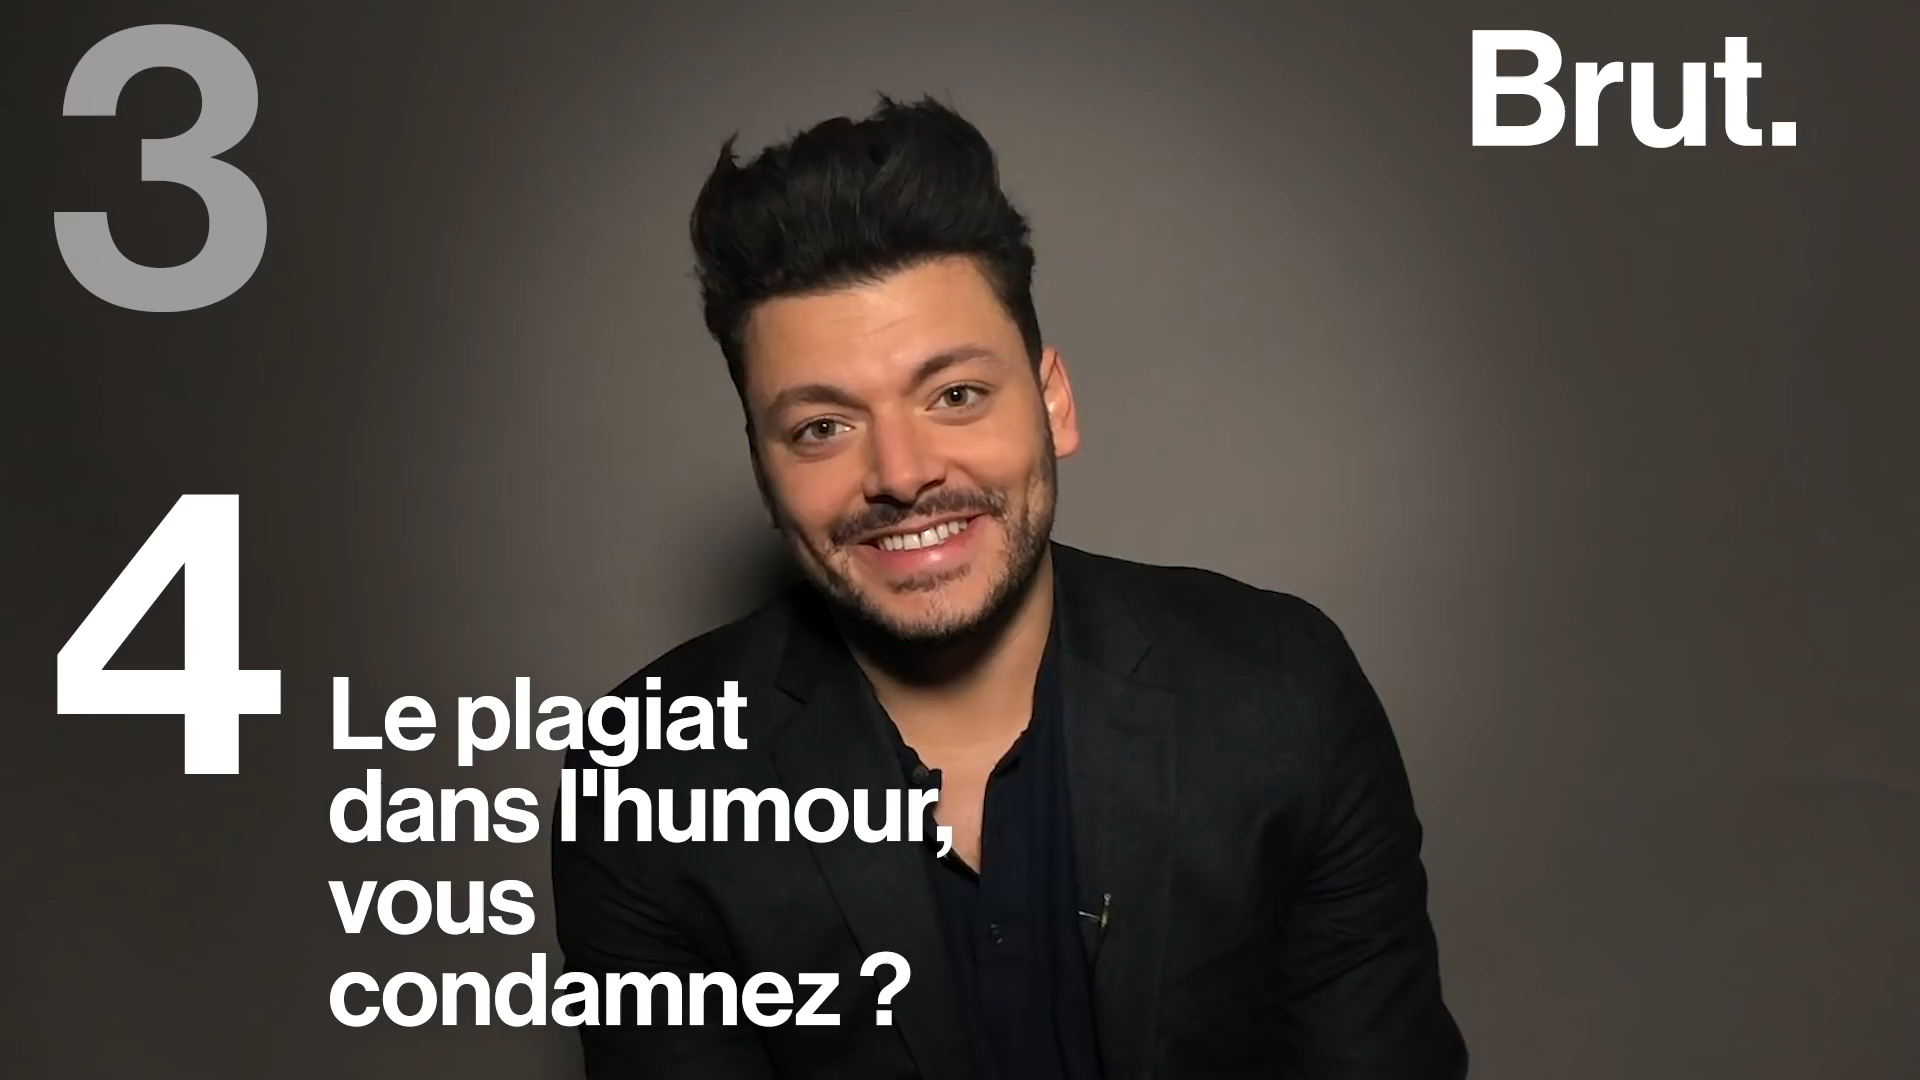 3
Brut.
4
Le plagiat
dans l'humour,
vous
condamnez ?